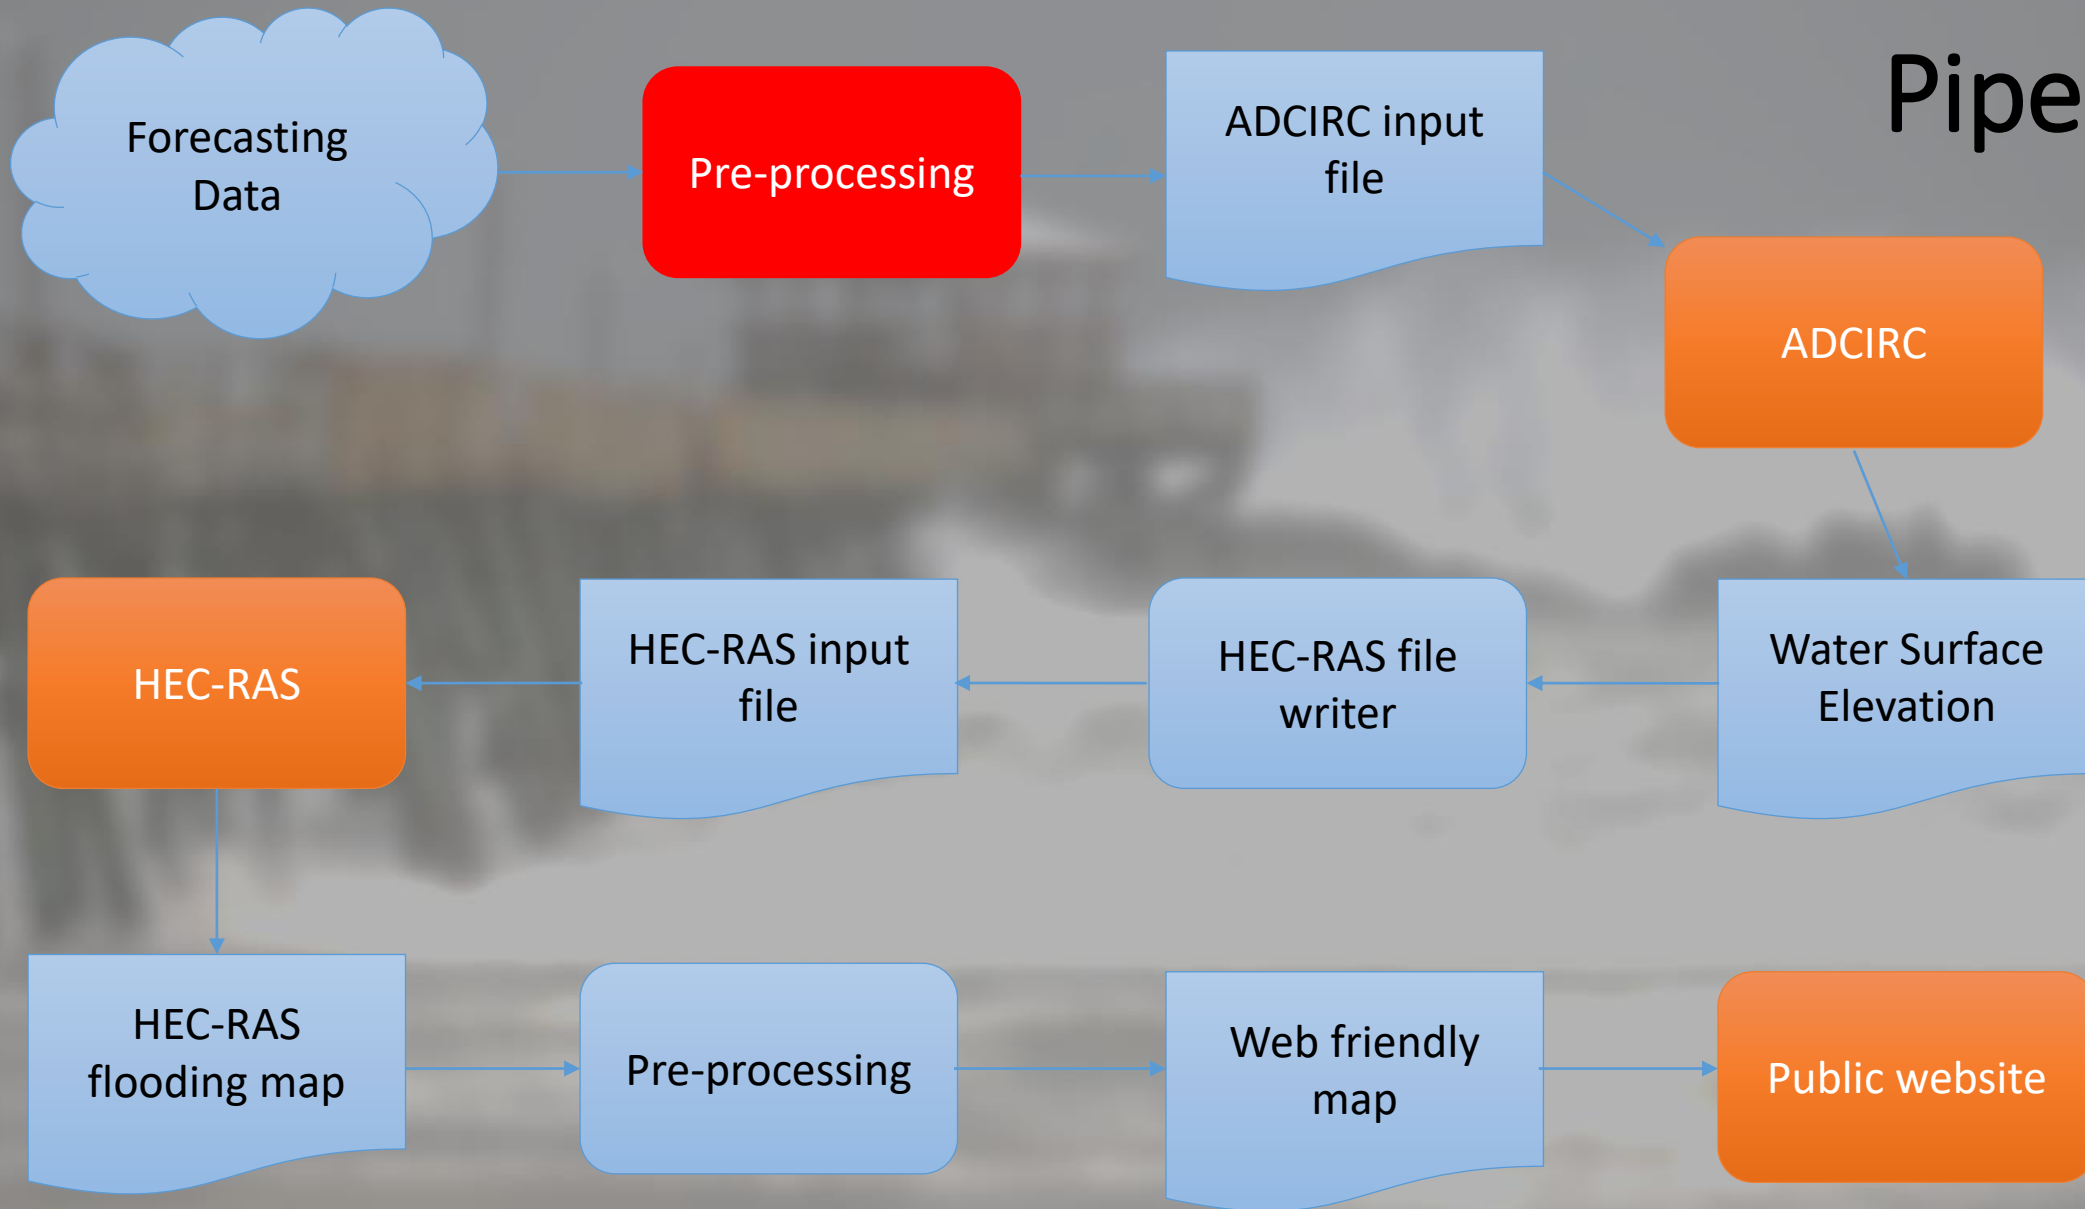 Pipe
Forecasting
Data
Pre-processing
ADCIRC input
file
ADCIRC
Water Surface
Elevation
HEC-RAS file
writer
HEC-RAS input
file
HEC-RAS
HEC-RAS
flooding map
Pre-processing
Web friendly
map
Public website